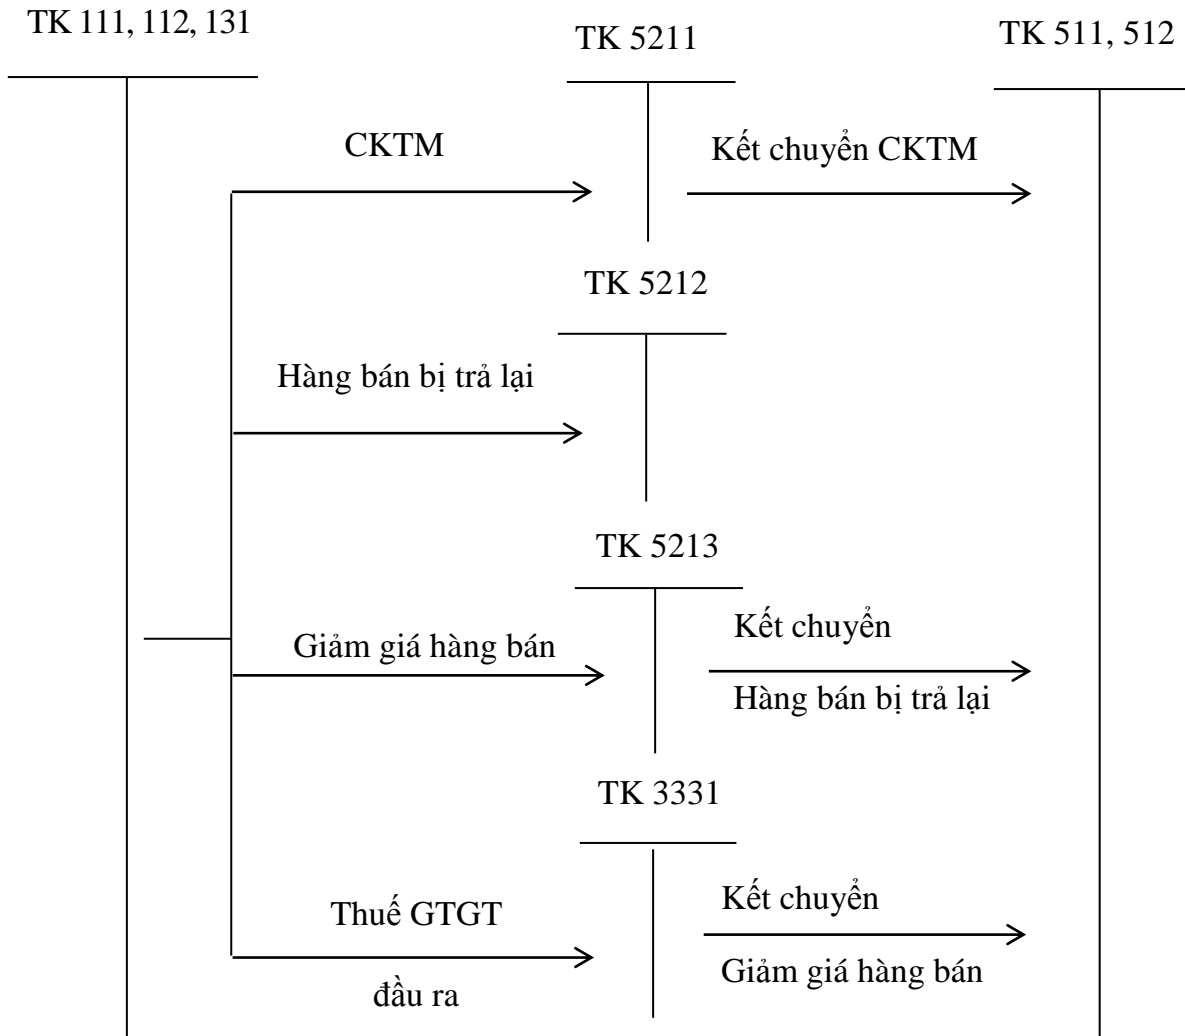 TK 111, 112, 131
TK 5211
TK 511, 512
CKTM
Kết chuyển CKTM
TK 5212
Hàng bán bị trả lại
TK 5213
Giảm giá hàng bán
Kết chuyển
Hàng bán bị trả lại
TK 3331
Thuế GTGT
đầu ra
Kết chuyển
Giảm giá hàng bán